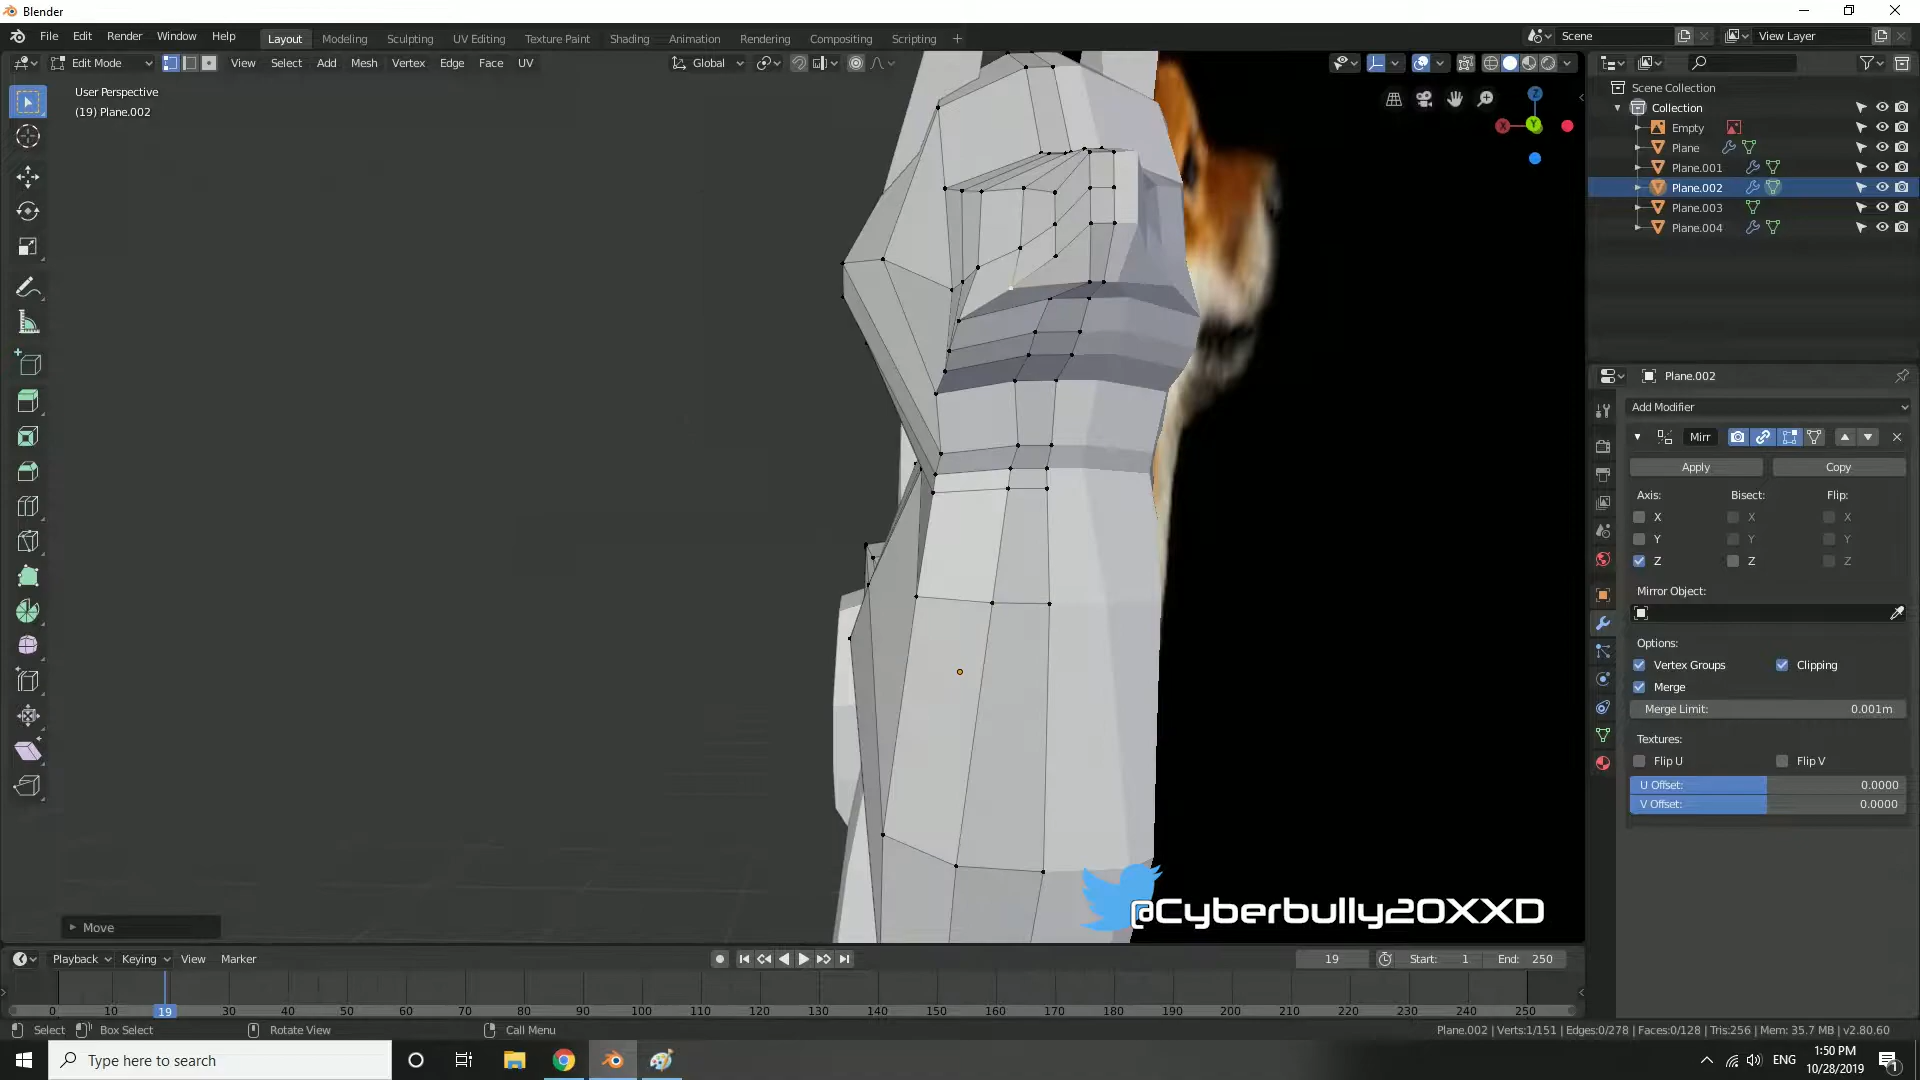 Blender
File Edit Render Window Help Layout Modeling Sculpting UV Editing Texture Paint Shading Animation Rendering Compositing Scripting + Scene View Layer
Edit Mode View Select Add Mesh Vertex Edge Face UV Global
User Perspective
(19) Plane.002
Z
X Y
Scene Collection
Collection
Empty
Plane
Plane.001
Plane.002
Plane.003
Plane.004
Plane.002
Add Modifier
Mirr
Apply Copy
Axis: Bisect: Flip:
X X X
Y Y Y
Z Z Z
Mirror Object:
Options:
Vertex Groups Clipping
Merge
Merge Limit: 0.001m
Textures:
Flip U Flip V
U Offset: 0.0000
V Offset: 0.0000
@Cyberbully20XXD
Move
Playback Keying View Marker 19 Start: 1 End: 250
0 10 19 30 40 50 60 70 80 90 100 110 120 130 140 150 160 170 180 190 200 210 220 230 240 250
Select Box Select Rotate View Call Menu Plane.002 | Verts:1/151 | Edges:0/278 | Faces:0/128 | Tris:256 | Mem: 35.7 MB | v2.80.60
Type here to search ENG 1:50 PM
10/28/2019 1